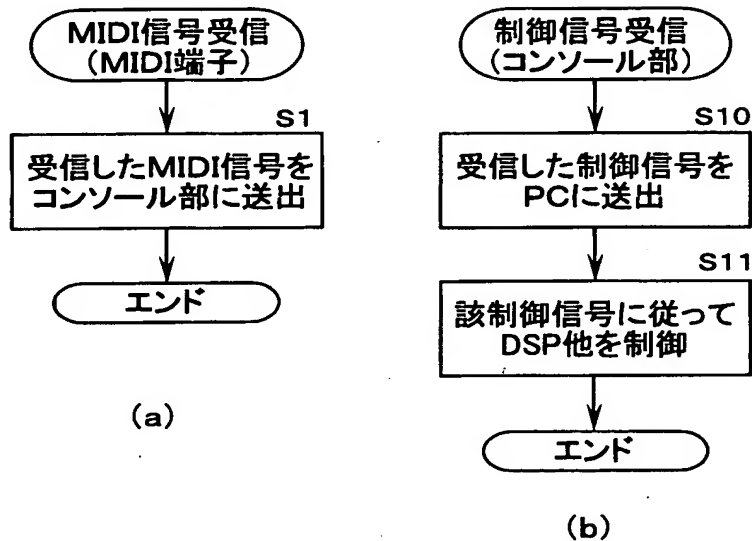 MIDI信号受信
(MIDI端子)
S1
受信したMIDI信号を
コンソール部に送出
エンド
(a)
制御信号受信
(コンソール部)
S10
受信した制御信号を
PCに送出
S11
該制御信号に従って
DSP他を制御
エンド
(b)